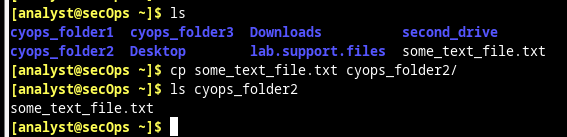 [analyst@secOps ~]$ ls
cyops_folder1  cyops_folder3  Downloads          second_drive
cyops_folder2  Desktop        lab.support.files  some_text_file.txt
[analyst@secOps ~]$ cp some_text_file.txt cyops_folder2/
[analyst@secOps ~]$ ls cyops_folder2
some_text_file.txt
[analyst@secOps ~]$